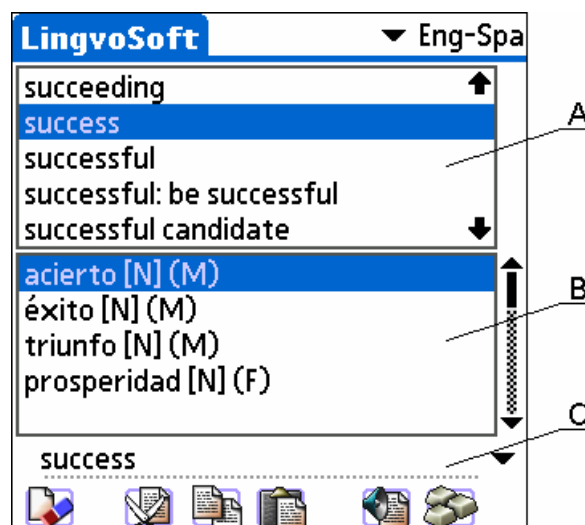 LingvoSoft
Eng-Spa
succeeding
success
successful
successful: be successful
successful candidate
A
acierto [N] (M)
éxito [N] (M)
triunfo [N] (M)
prosperidad [N] (F)
B
success
C